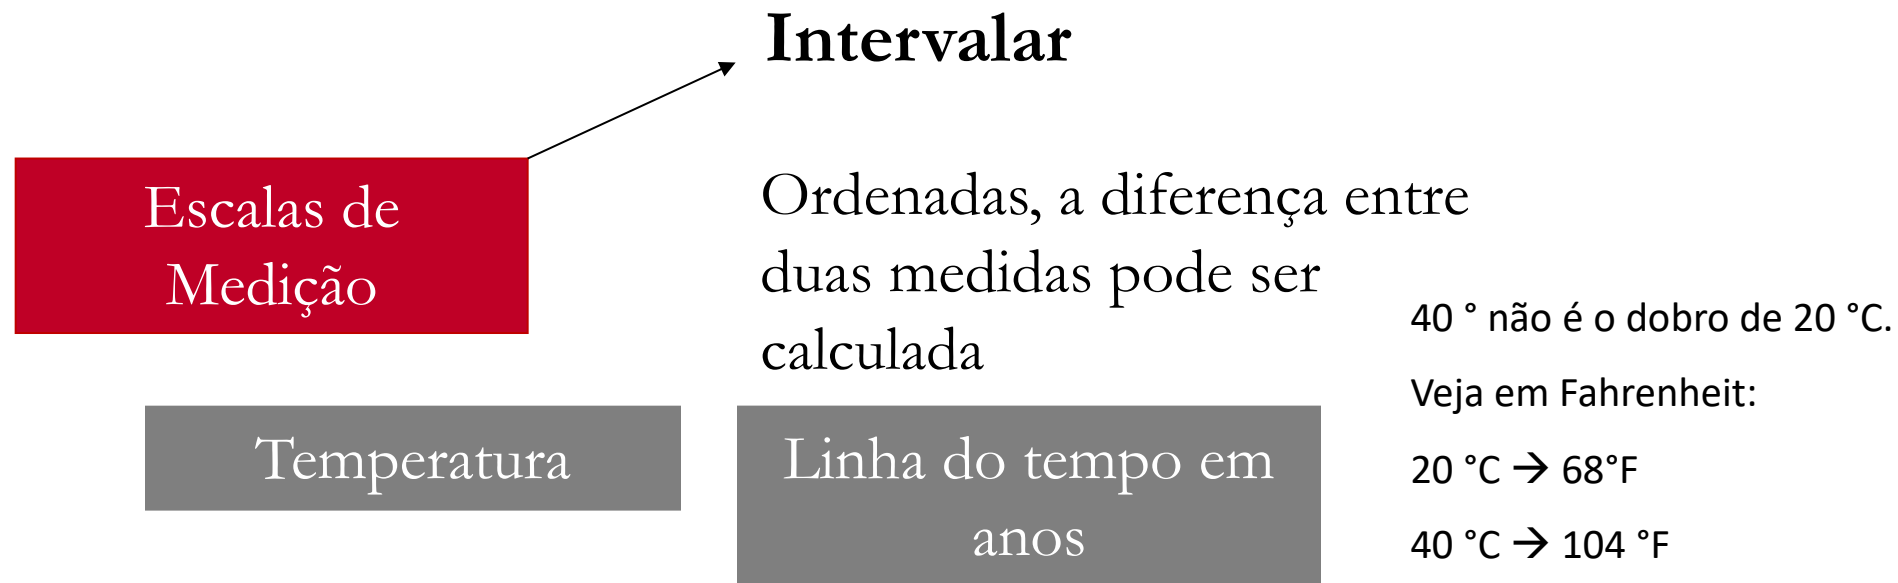 Intervalar
Escalas de
Medição
Ordenadas, a diferença entre
duas medidas pode ser
calculada
40 ° não é o dobro de 20 °C.
Veja em Fahrenheit:
20 °C → 68°F
40 °C → 104 °F
Temperatura
Linha do tempo em
anos